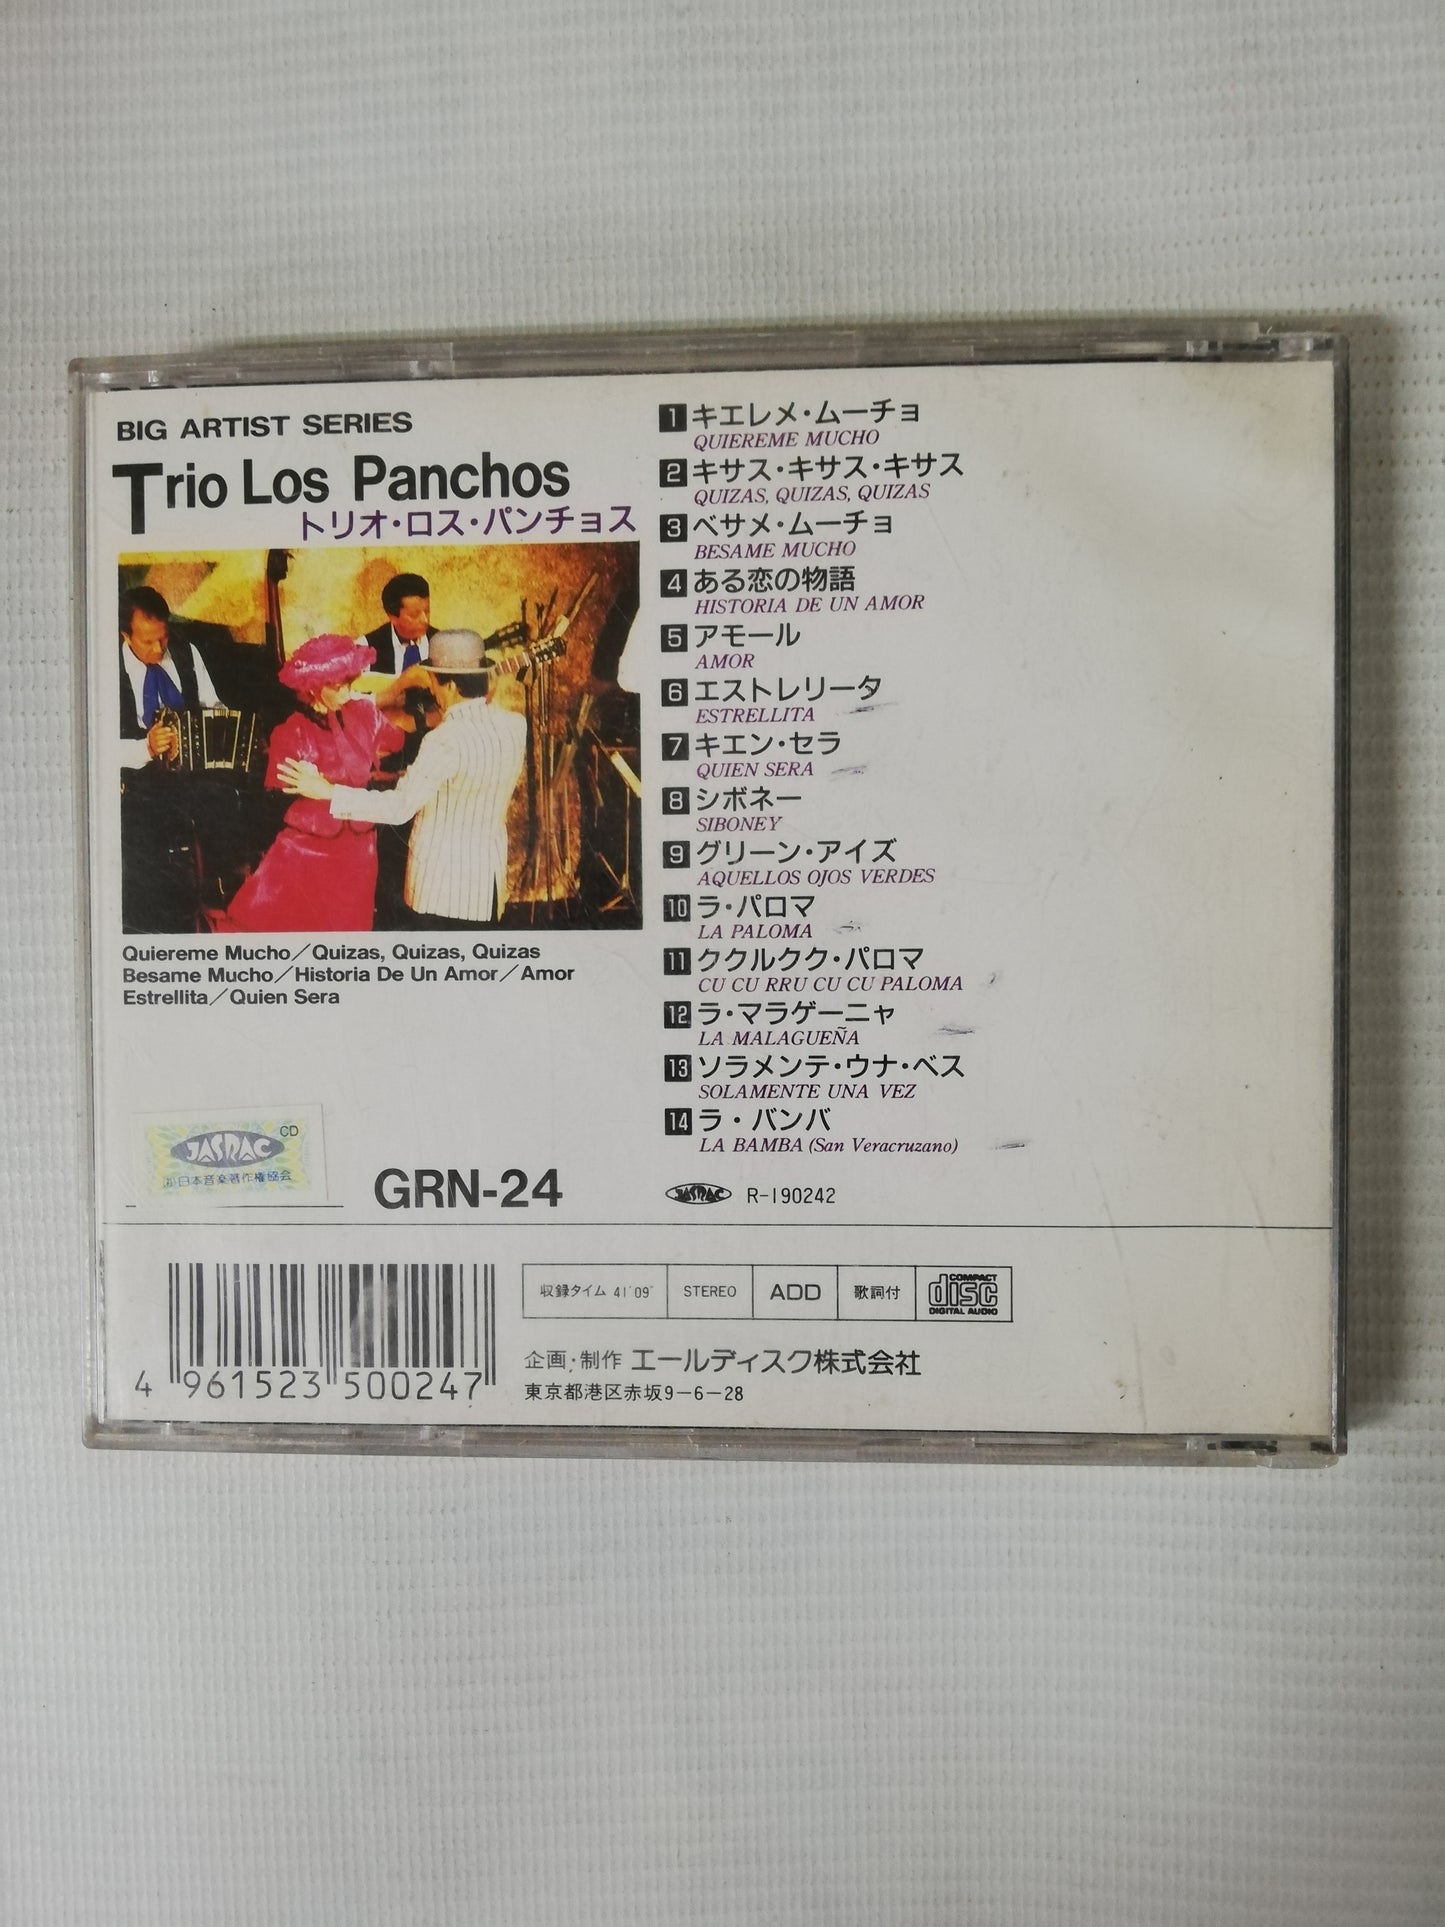 BIG ARTIST SERIES
Trio Los Panchos
トリオ・ロス・パンチョス
Quiereme Mucho／Quizas, Quizas, Quizas
Besame Mucho／Historia De Un Amor／Amor
Estrellita／Quien Sera
JASRAC CD
日本音楽著作権協会
GRN-24
1 キエレメ・ムーチョ
QUIEREME MUCHO
2 キサス・キサス・キサス
QUIZAS, QUIZAS, QUIZAS
3 ベサメ・ムーチョ
BESAME MUCHO
4 ある恋の物語
HISTORIA DE UN AMOR
5 アモール
AMOR
6 エストレリータ
ESTRELLITA
7 キエン・セラ
QUIEN SERA
8 シボネー
SIBONEY
9 グリーン・アイズ
AQUELLOS OJOS VERDES
10 ラ・パロマ
LA PALOMA
11 ククルクク・パロマ
CU CU RRU CU CU PALOMA
12 ラ・マラゲーニャ
LA MALAGUEÑA
13 ソラメンテ・ウナ・ベス
SOLAMENTE UNA VEZ
14 ラ・バンバ
LA BAMBA (San Veracruzano)
JASRAC R-190242
4 961523 500247
収録タイム 41'09" STEREO ADD 歌詞付 COMPACT disc DIGITAL AUDIO
企画・制作 エールディスク株式会社
東京都港区赤坂9-6-28